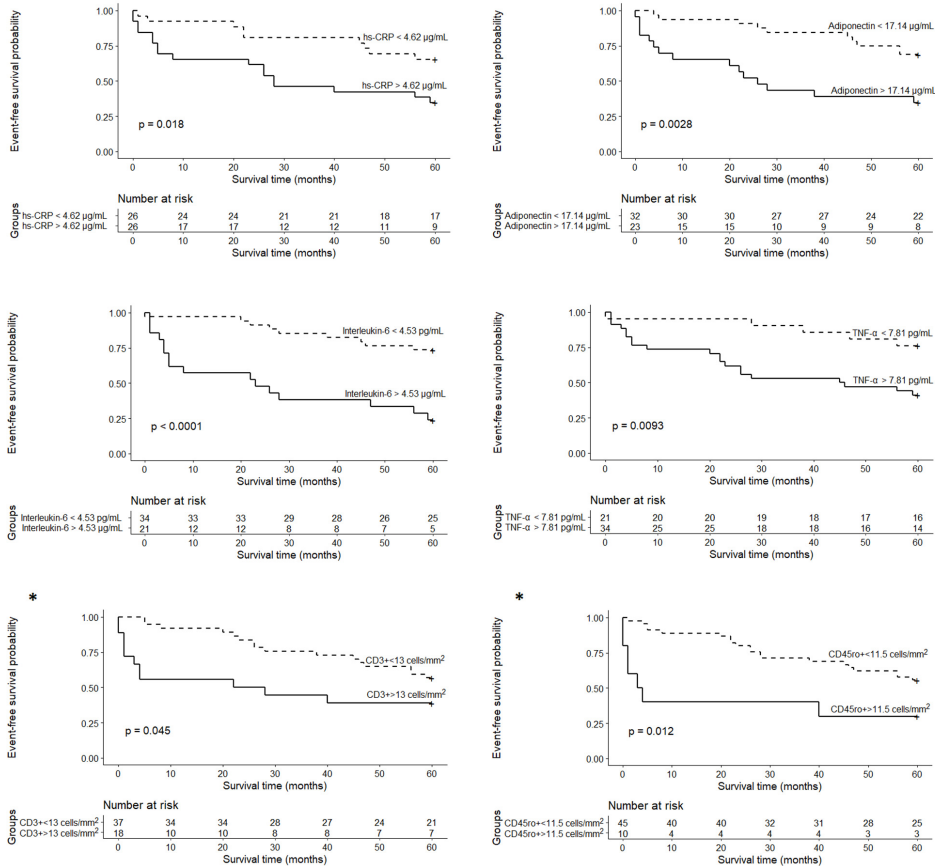 Event-free survival probability
1.00
0.75
0.50
0.25
0.00
hs-CRP < 4.62 µg/mL
hs-CRP > 4.62 µg/mL
p = 0.018
0 10 20 30 40 50 60
Survival time (months)
Number at risk
Groups
hs-CRP < 4.62 µg/mL 26 24 24 21 21 18 17
hs-CRP > 4.62 µg/mL 26 17 17 12 12 11 9
0 10 20 30 40 50 60
Survival time (months)
Event-free survival probability
1.00
0.75
0.50
0.25
0.00
Adiponectin < 17.14 µg/mL
Adiponectin > 17.14 µg/mL
p = 0.0028
0 10 20 30 40 50 60
Survival time (months)
Number at risk
Groups
Adiponectin < 17.14 µg/mL 32 30 30 27 27 24 22
Adiponectin > 17.14 µg/mL 23 15 15 10 9 9 8
0 10 20 30 40 50 60
Survival time (months)
Event-free survival probability
1.00
0.75
0.50
0.25
0.00
Interleukin-6 < 4.53 pg/mL
Interleukin-6 > 4.53 µg/mL
p < 0.0001
0 10 20 30 40 50 60
Survival time (months)
Number at risk
Groups
Interleukin-6 < 4.53 pg/mL 34 33 33 29 28 26 25
Interleukin-6 > 4.53 µg/mL 21 12 12 8 8 7 5
0 10 20 30 40 50 60
Survival time (months)
Event-free survival probability
1.00
0.75
0.50
0.25
0.00
TNF-α < 7.81 pg/mL
TNF-α > 7.81 pg/mL
p = 0.0093
0 10 20 30 40 50 60
Survival time (months)
Number at risk
Groups
TNF-α < 7.81 pg/mL 21 20 20 19 18 17 16
TNF-α > 7.81 pg/mL 34 25 25 18 18 16 14
0 10 20 30 40 50 60
Survival time (months)
*
Event-free survival probability
1.00
0.75
0.50
0.25
0.00
CD3+<13 cells/mm²
CD3+>13 cells/mm²
p = 0.045
0 10 20 30 40 50 60
Survival time (months)
Number at risk
Groups
CD3+<13 cells/mm² 37 34 34 28 27 24 21
CD3+>13 cells/mm² 18 10 10 8 8 7 7
0 10 20 30 40 50 60
Survival time (months)
*
Event-free survival probability
1.00
0.75
0.50
0.25
0.00
CD45ro+<11.5 cells/mm²
CD45ro+>11.5 cells/mm²
p = 0.012
0 10 20 30 40 50 60
Survival time (months)
Number at risk
Groups
CD45ro+<11.5 cells/mm² 45 40 40 32 31 28 25
CD45ro+>11.5 cells/mm² 10 4 4 4 4 3 3
0 10 20 30 40 50 60
Survival time (months)